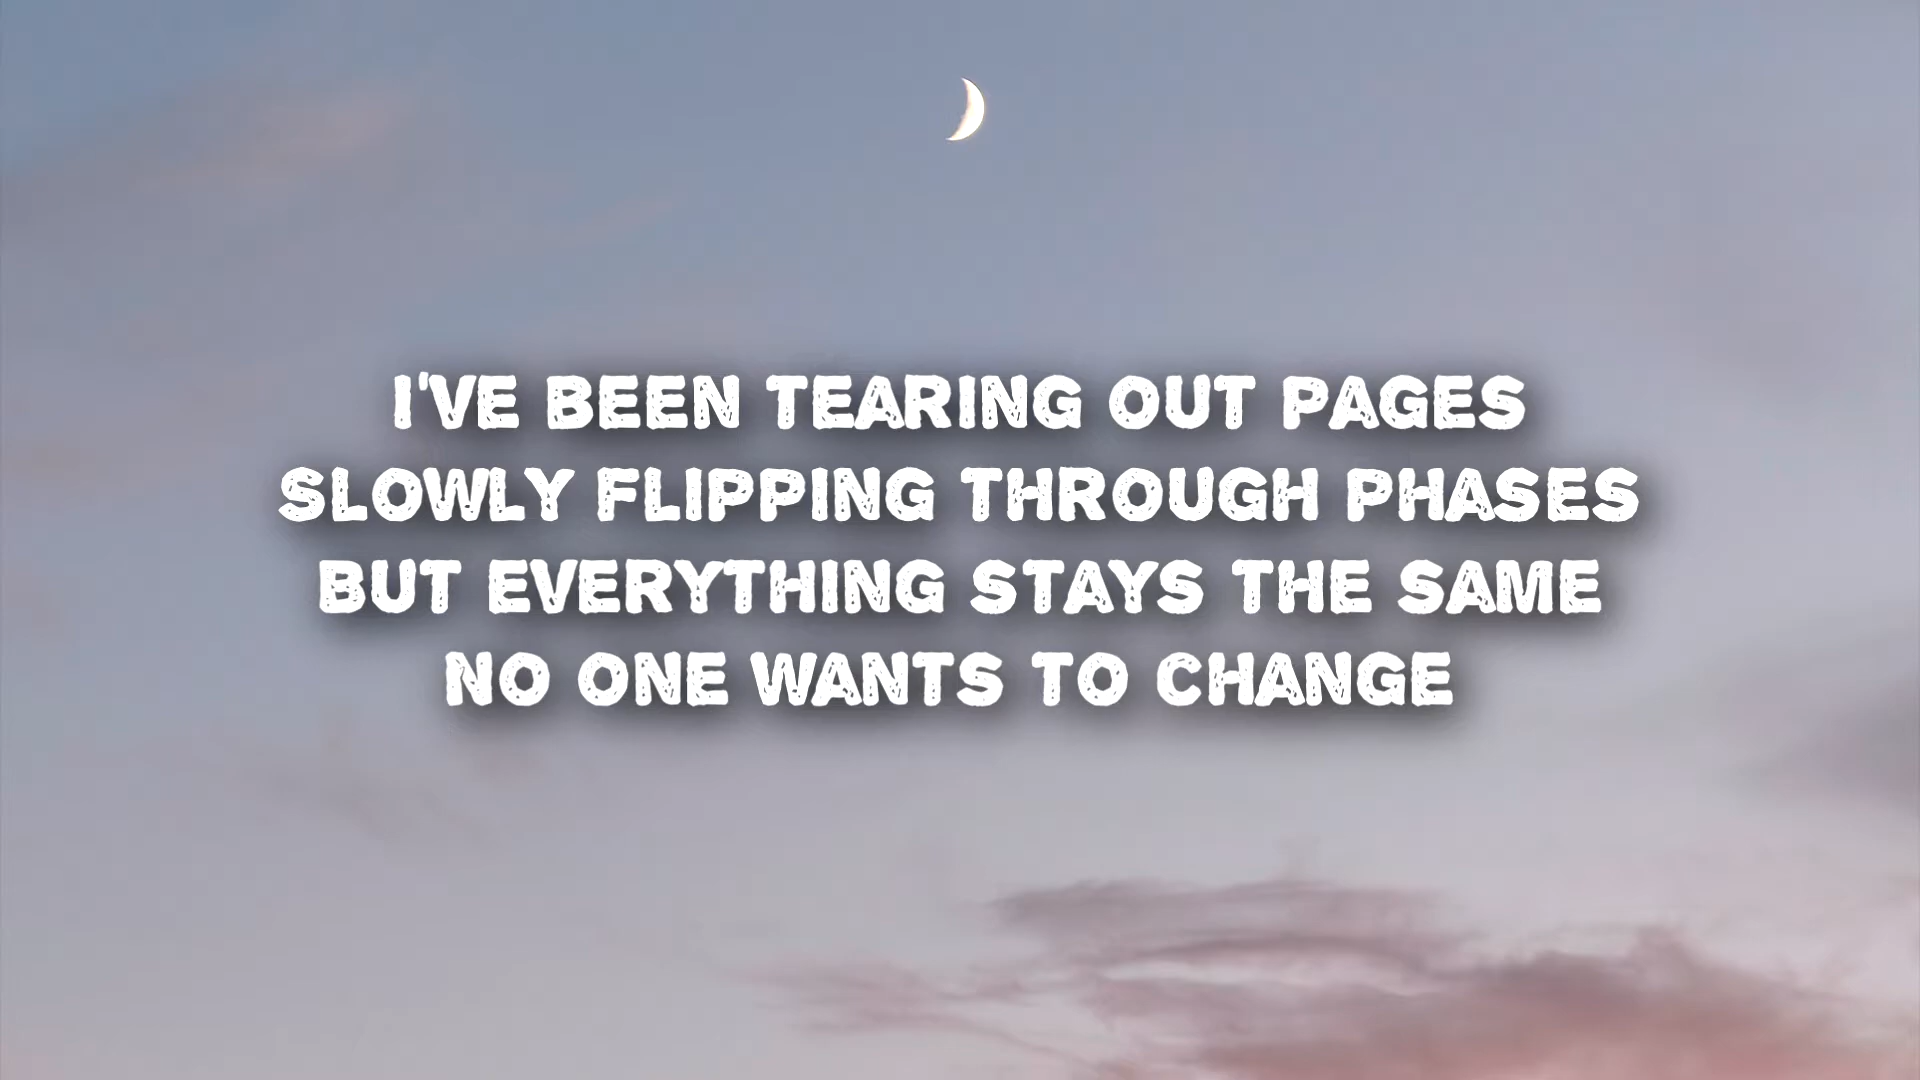 I'VE BEEN TEARING OUT PAGES
SLOWLY FLIPPING THROUGH PHASES
BUT EVERYTHING STAYS THE SAME
NO ONE WANTS TO CHANGE